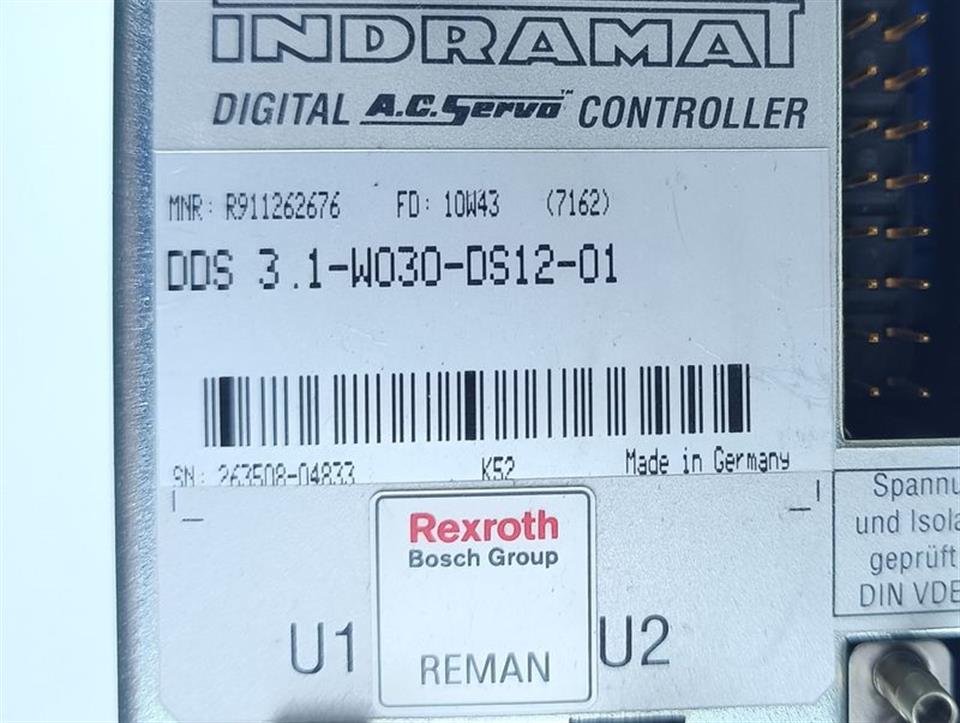 INDRAMAT
DIGITAL A.C. Servo™ CONTROLLER
MNR: R911262676 FD: 10W43 (7162)
DDS 3.1-W030-DS12-01
SN: 263508-04833 K52 Made in Germany
Rexroth
Bosch Group
U1 REMAN U2
Spannu
und Isola
geprüft
DIN VDE